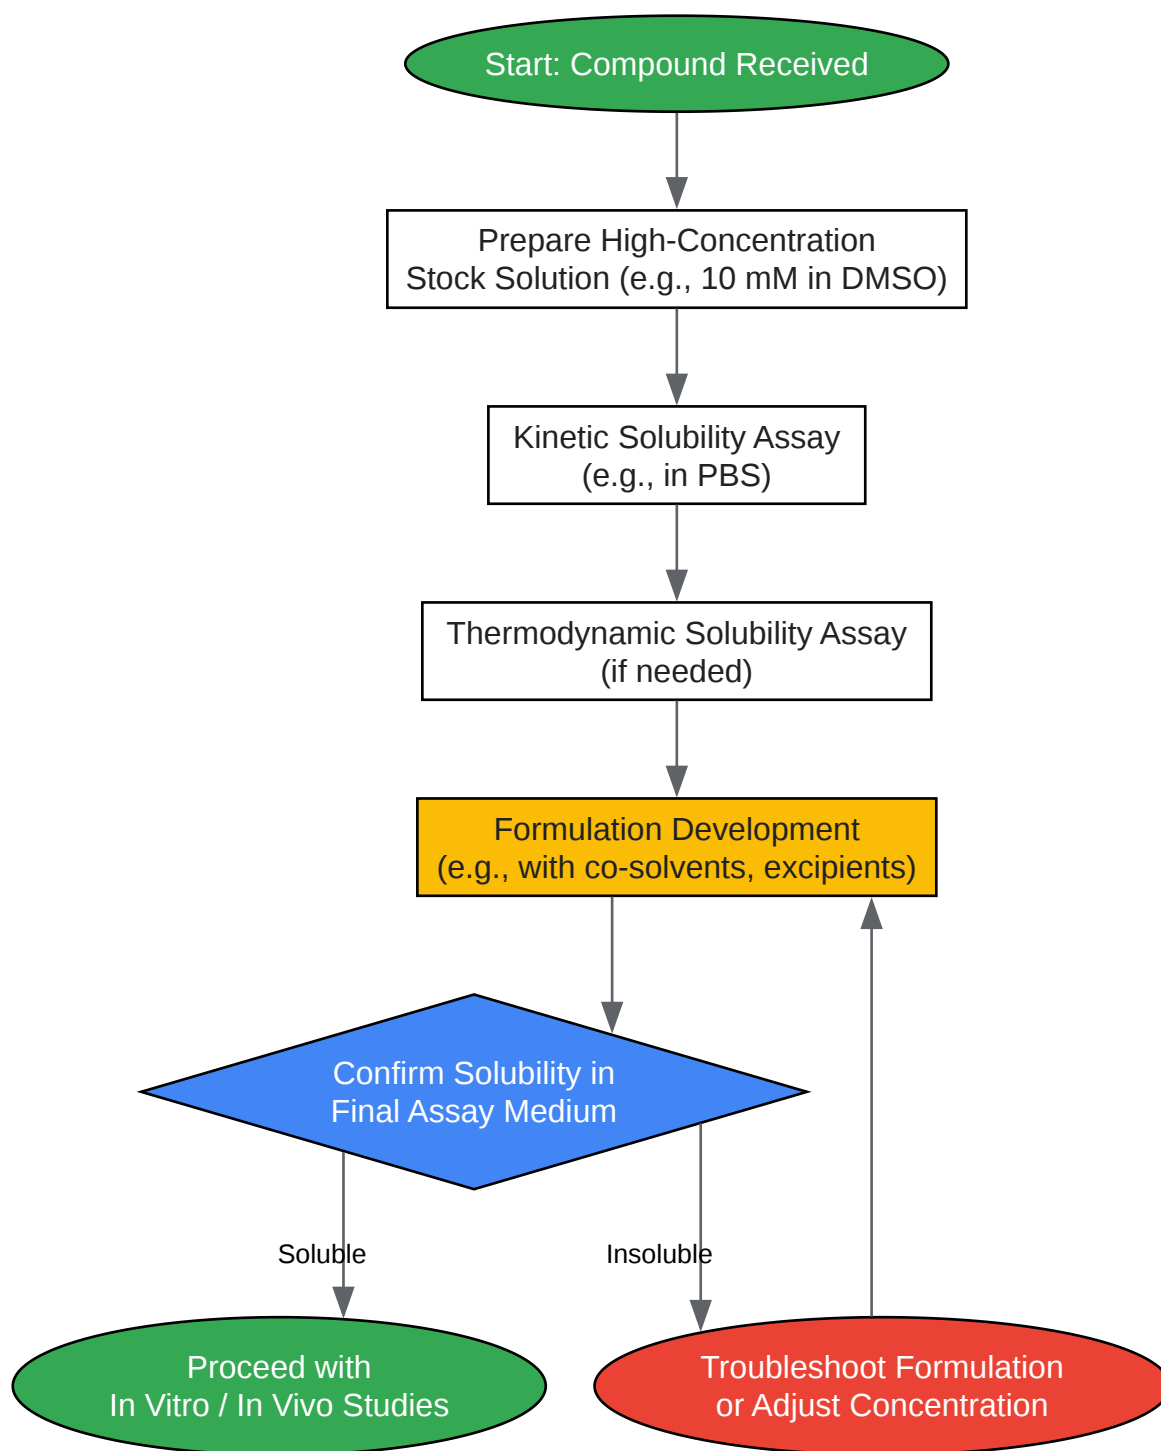 Start: Compound Received
Prepare High-Concentration
Stock Solution (e.g., 10 mM in DMSO)
Kinetic Solubility Assay
(e.g., in PBS)
Thermodynamic Solubility Assay
(if needed)
Formulation Development
(e.g., with co-solvents, excipients)
Confirm Solubility in
Final Assay Medium
Soluble
Insoluble
Proceed with
In Vitro / In Vivo Studies
Troubleshoot Formulation
or Adjust Concentration